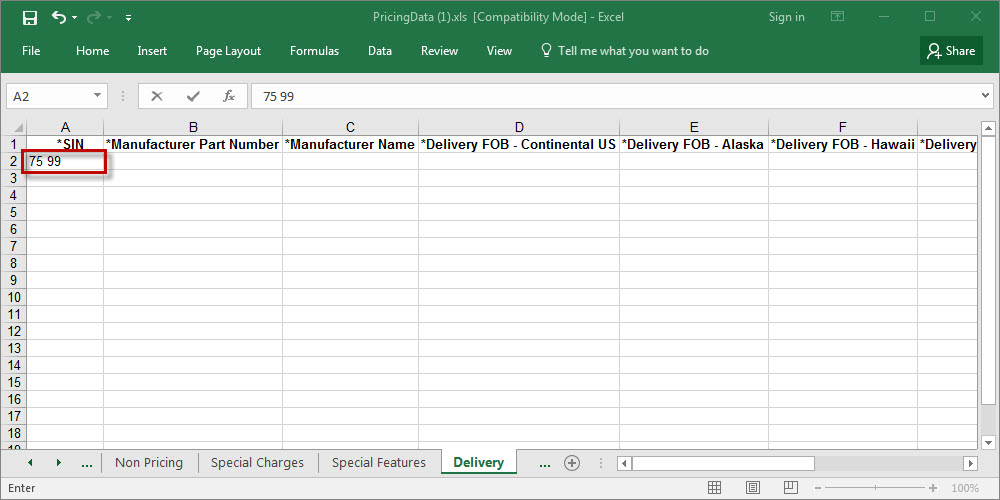 PricingData (1).xls [Compatibility Mode] - Excel
Sign in
File Home Insert Page Layout Formulas Data Review View Tell me what you want to do Share
A2 fx 75 99
A B C D E F
1 *SIN *Manufacturer Part Number *Manufacturer Name *Delivery FOB - Continental US *Delivery FOB - Alaska *Delivery FOB - Hawaii *Delivery
2 75 99
3
4
5
6
7
8
9
10
11
12
13
14
15
16
17
18
19
... Non Pricing Special Charges Special Features Delivery ...
Enter 100%